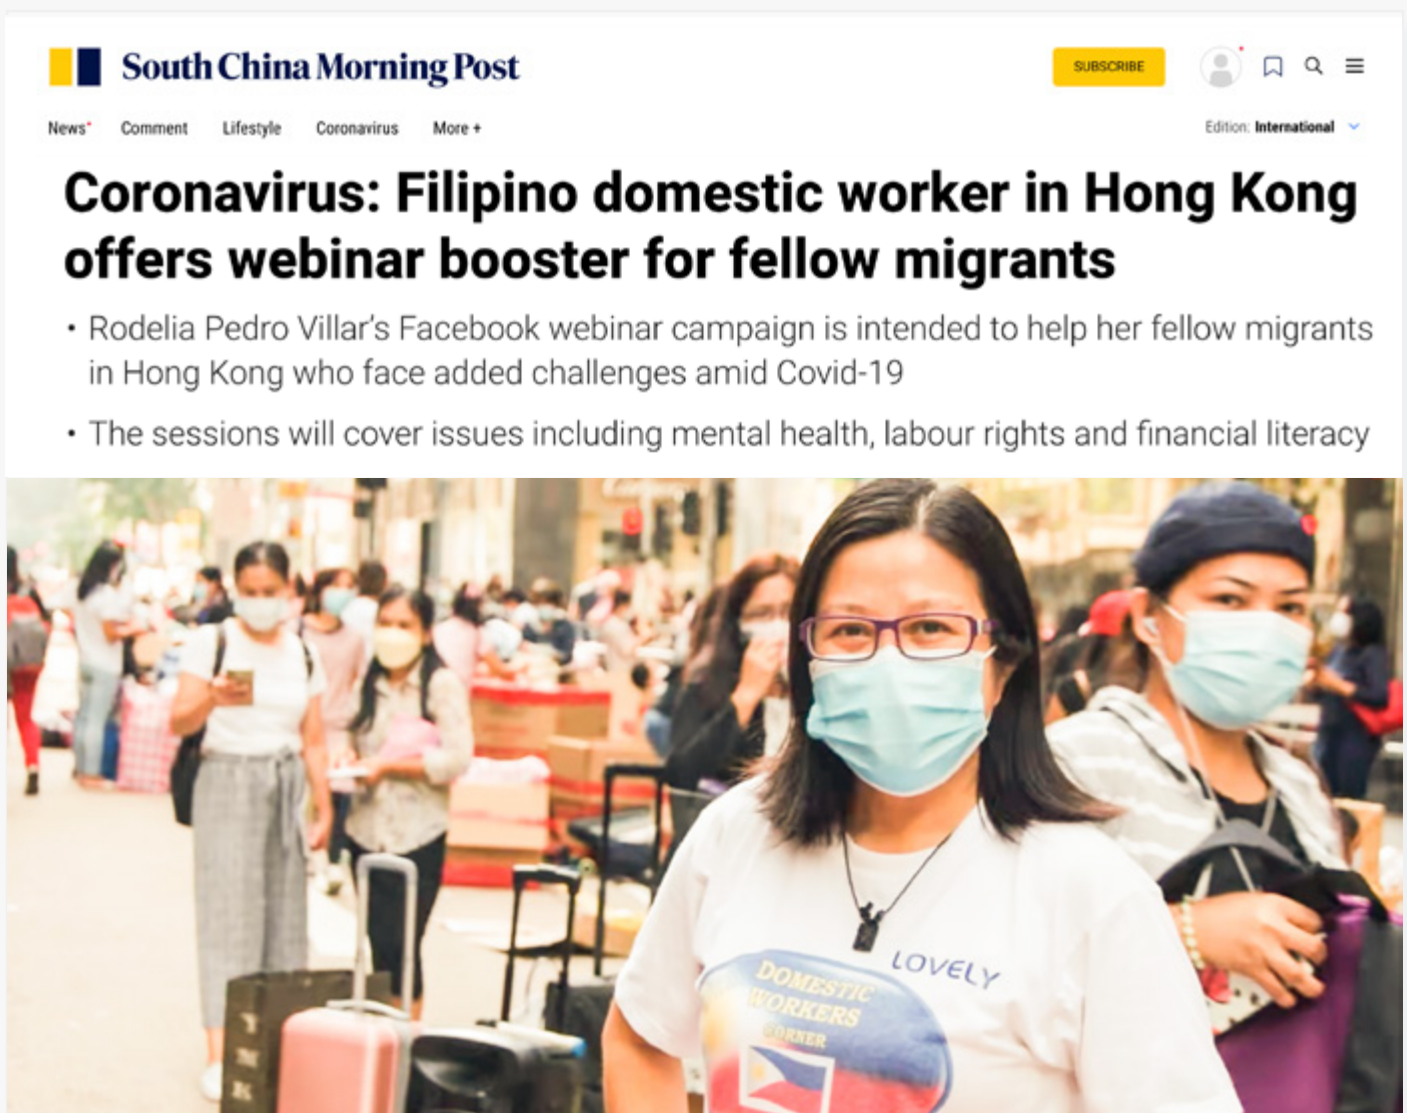 South China Morning Post
SUBSCRIBE
News
Comment
Lifestyle
Coronavirus
More +
Edition: International
Coronavirus: Filipino domestic worker in Hong Kong
offers webinar booster for fellow migrants
• Rodelia Pedro Villar's Facebook webinar campaign is intended to help her fellow migrants
in Hong Kong who face added challenges amid Covid-19
• The sessions will cover issues including mental health, labour rights and financial literacy
LOVELY
DOMESTIC
WORKERS
CORNER